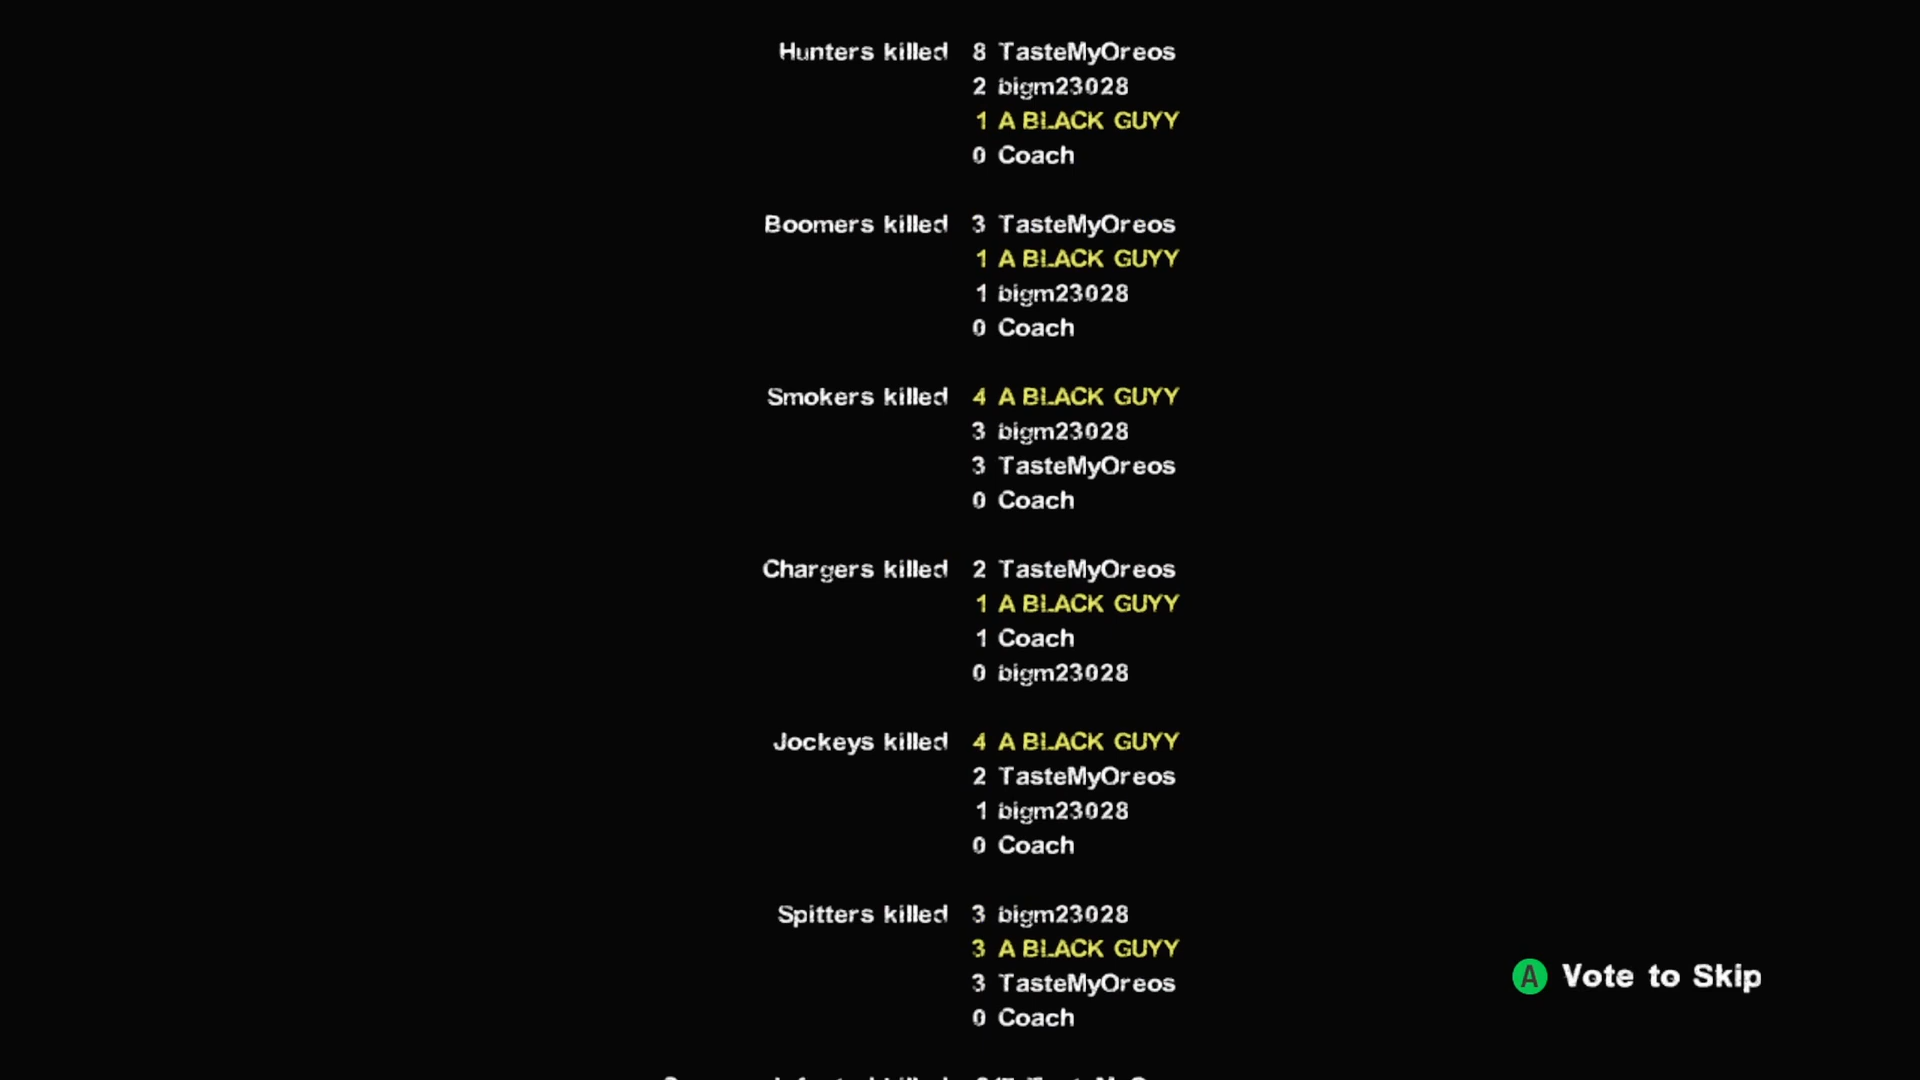 Hunters killed 8 TasteMyOreos
2 bigm23028
1 A BLACK GUYY
0 Coach
Boomers killed 3 TasteMyOreos
1 A BLACK GUYY
1 bigm23028
0 Coach
Smokers killed 4 A BLACK GUYY
3 bigm23028
3 TasteMyOreos
0 Coach
Chargers killed 2 TasteMyOreos
1 A BLACK GUYY
1 Coach
0 bigm23028
Jockeys killed 4 A BLACK GUYY
2 TasteMyOreos
1 bigm23028
0 Coach
Spitters killed 3 bigm23028
3 A BLACK GUYY
3 TasteMyOreos
0 Coach
A Vote to Skip